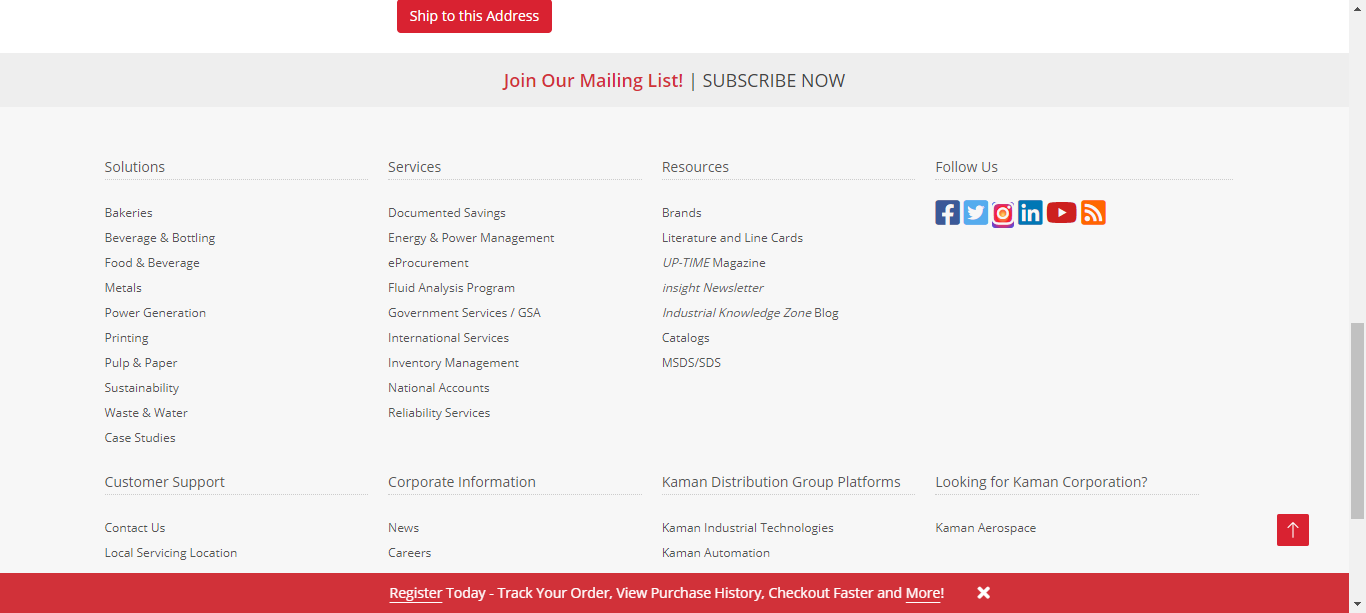 Ship to this Address
Join Our Mailing List! | SUBSCRIBE NOW
Solutions
Bakeries
Beverage & Bottling
Food & Beverage
Metals
Power Generation
Printing
Pulp & Paper
Sustainability
Waste & Water
Case Studies
Services
Documented Savings
Energy & Power Management
eProcurement
Fluid Analysis Program
Government Services / GSA
International Services
Inventory Management
National Accounts
Reliability Services
Resources
Brands
Literature and Line Cards
UP-TIME Magazine
insight Newsletter
Industrial Knowledge Zone Blog
Catalogs
MSDS/SDS
Follow Us
Customer Support
Contact Us
Local Servicing Location
Corporate Information
News
Careers
Kaman Distribution Group Platforms
Kaman Industrial Technologies
Kaman Automation
Looking for Kaman Corporation?
Kaman Aerospace
Register Today - Track Your Order, View Purchase History, Checkout Faster and More!